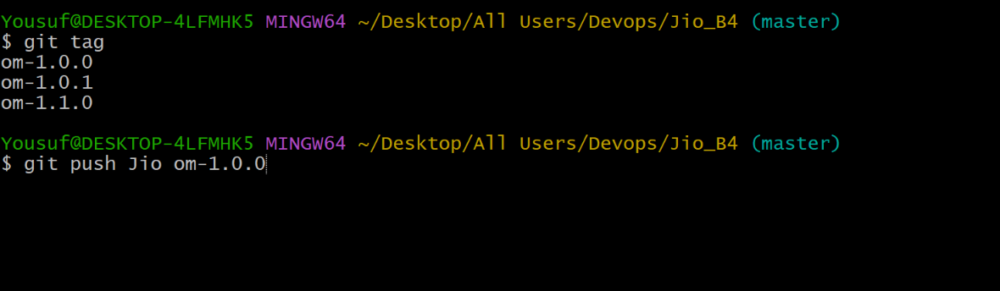 Yousuf@DESKTOP-4LFMHK5 MINGW64 ~/Desktop/All Users/Devops/Jio_B4 (master)
$ git tag
om-1.0.0
om-1.0.1
om-1.1.0
Yousuf@DESKTOP-4LFMHK5 MINGW64 ~/Desktop/All Users/Devops/Jio_B4 (master)
$ git push Jio om-1.0.0